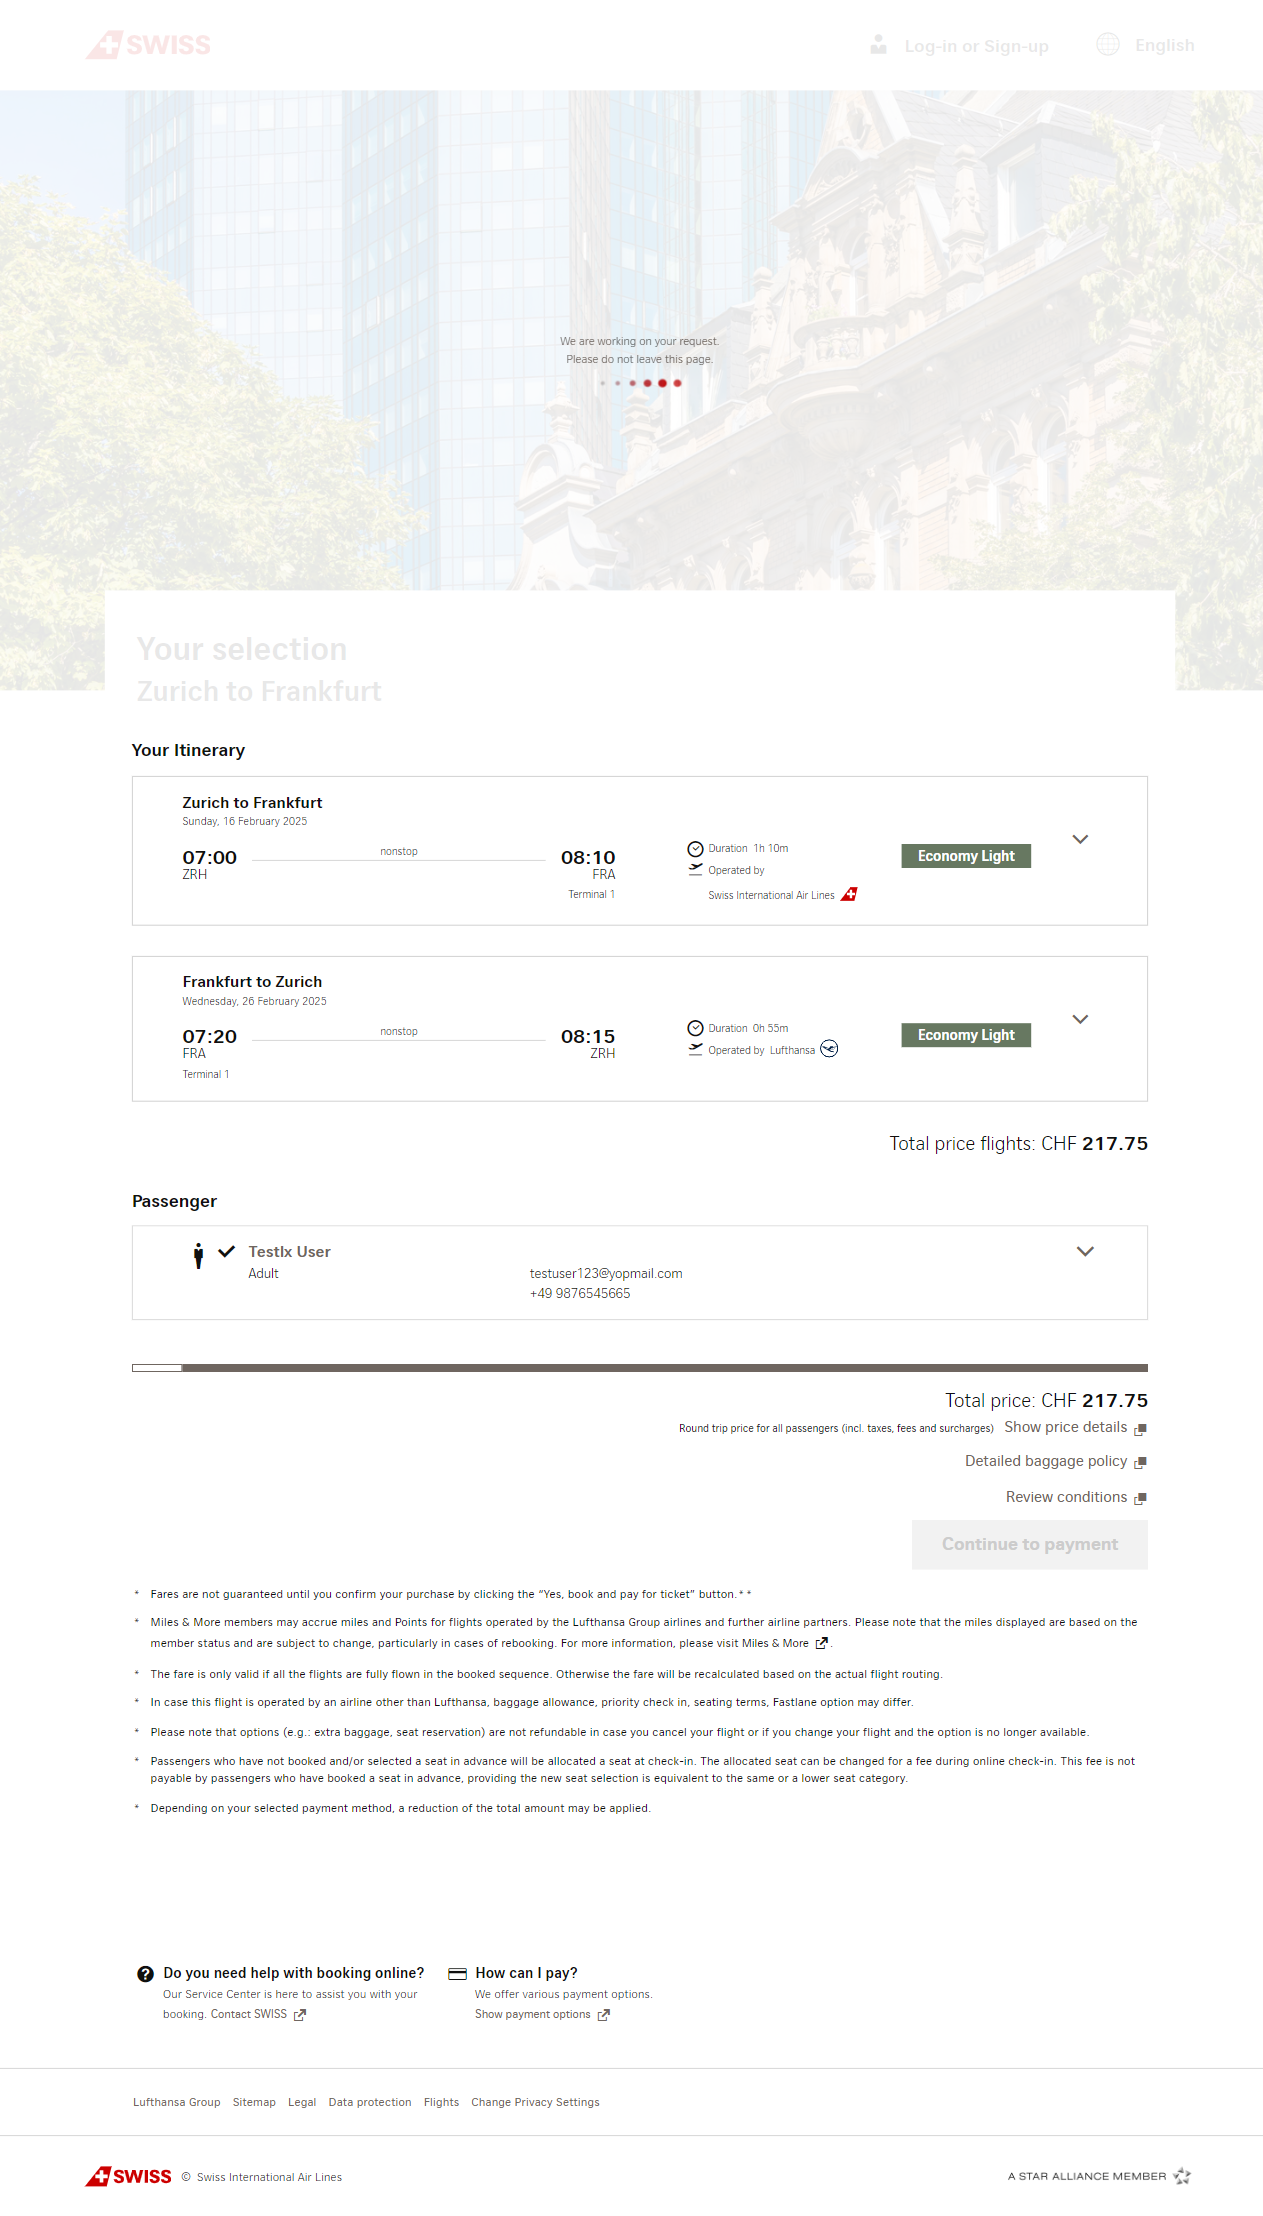 SWISS
Log-in or Sign-up
English
We are working on your request.
Please do not leave this page.
Your selection
Zurich to Frankfurt
Your Itinerary
Zurich to Frankfurt
Sunday, 16 February 2025
07:00 nonstop 08:10
ZRH FRA
Terminal 1
Duration 1h 10m
Operated by
Swiss International Air Lines
Economy Light
Frankfurt to Zurich
Wednesday, 26 February 2025
07:20 nonstop 08:15
FRA ZRH
Terminal 1
Duration 0h 55m
Operated by Lufthansa
Economy Light
Total price flights: CHF 217.75
Passenger
Testlx User
Adult
testuser123@yopmail.com
+49 9876545665
Total price: CHF 217.75
Round trip price for all passengers (incl. taxes, fees and surcharges) Show price details
Detailed baggage policy
Review conditions
Continue to payment
* Fares are not guaranteed until you confirm your purchase by clicking the “Yes, book and pay for ticket” button.**
* Miles & More members may accrue miles and Points for flights operated by the Lufthansa Group airlines and further airline partners. Please note that the miles displayed are based on the
member status and are subject to change, particularly in cases of rebooking. For more information, please visit Miles & More .
* The fare is only valid if all the flights are fully flown in the booked sequence. Otherwise the fare will be recalculated based on the actual flight routing.
* In case this flight is operated by an airline other than Lufthansa, baggage allowance, priority check in, seating terms, Fastlane option may differ.
* Please note that options (e.g.: extra baggage, seat reservation) are not refundable in case you cancel your flight or if you change your flight and the option is no longer available.
* Passengers who have not booked and/or selected a seat in advance will be allocated a seat at check-in. The allocated seat can be changed for a fee during online check-in. This fee is not
payable by passengers who have booked a seat in advance, providing the new seat selection is equivalent to the same or a lower seat category.
* Depending on your selected payment method, a reduction of the total amount may be applied.
Do you need help with booking online?
Our Service Center is here to assist you with your
booking. Contact SWISS
How can I pay?
We offer various payment options.
Show payment options
Lufthansa Group Sitemap Legal Data protection Flights Change Privacy Settings
SWISS © Swiss International Air Lines
A STAR ALLIANCE MEMBER